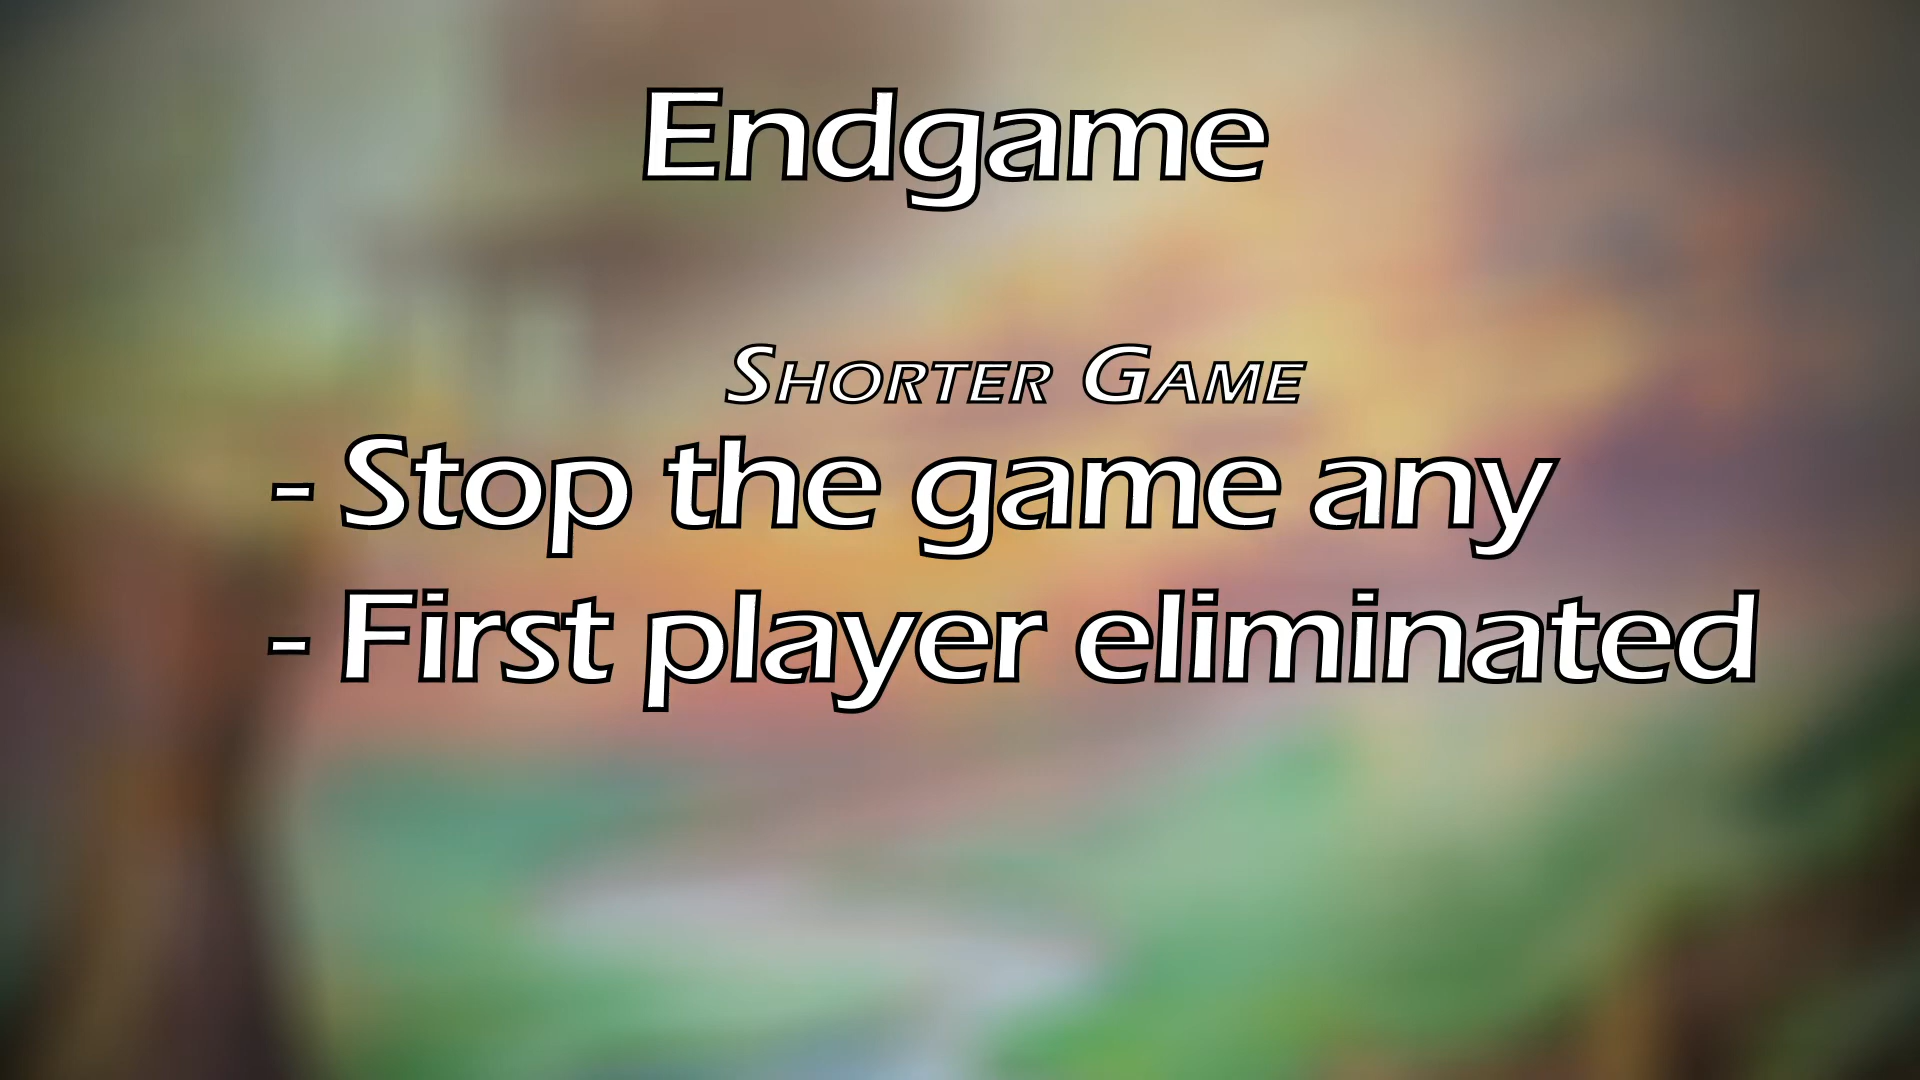 Endgame
Shorter Game
- Stop the game any
- First player eliminated